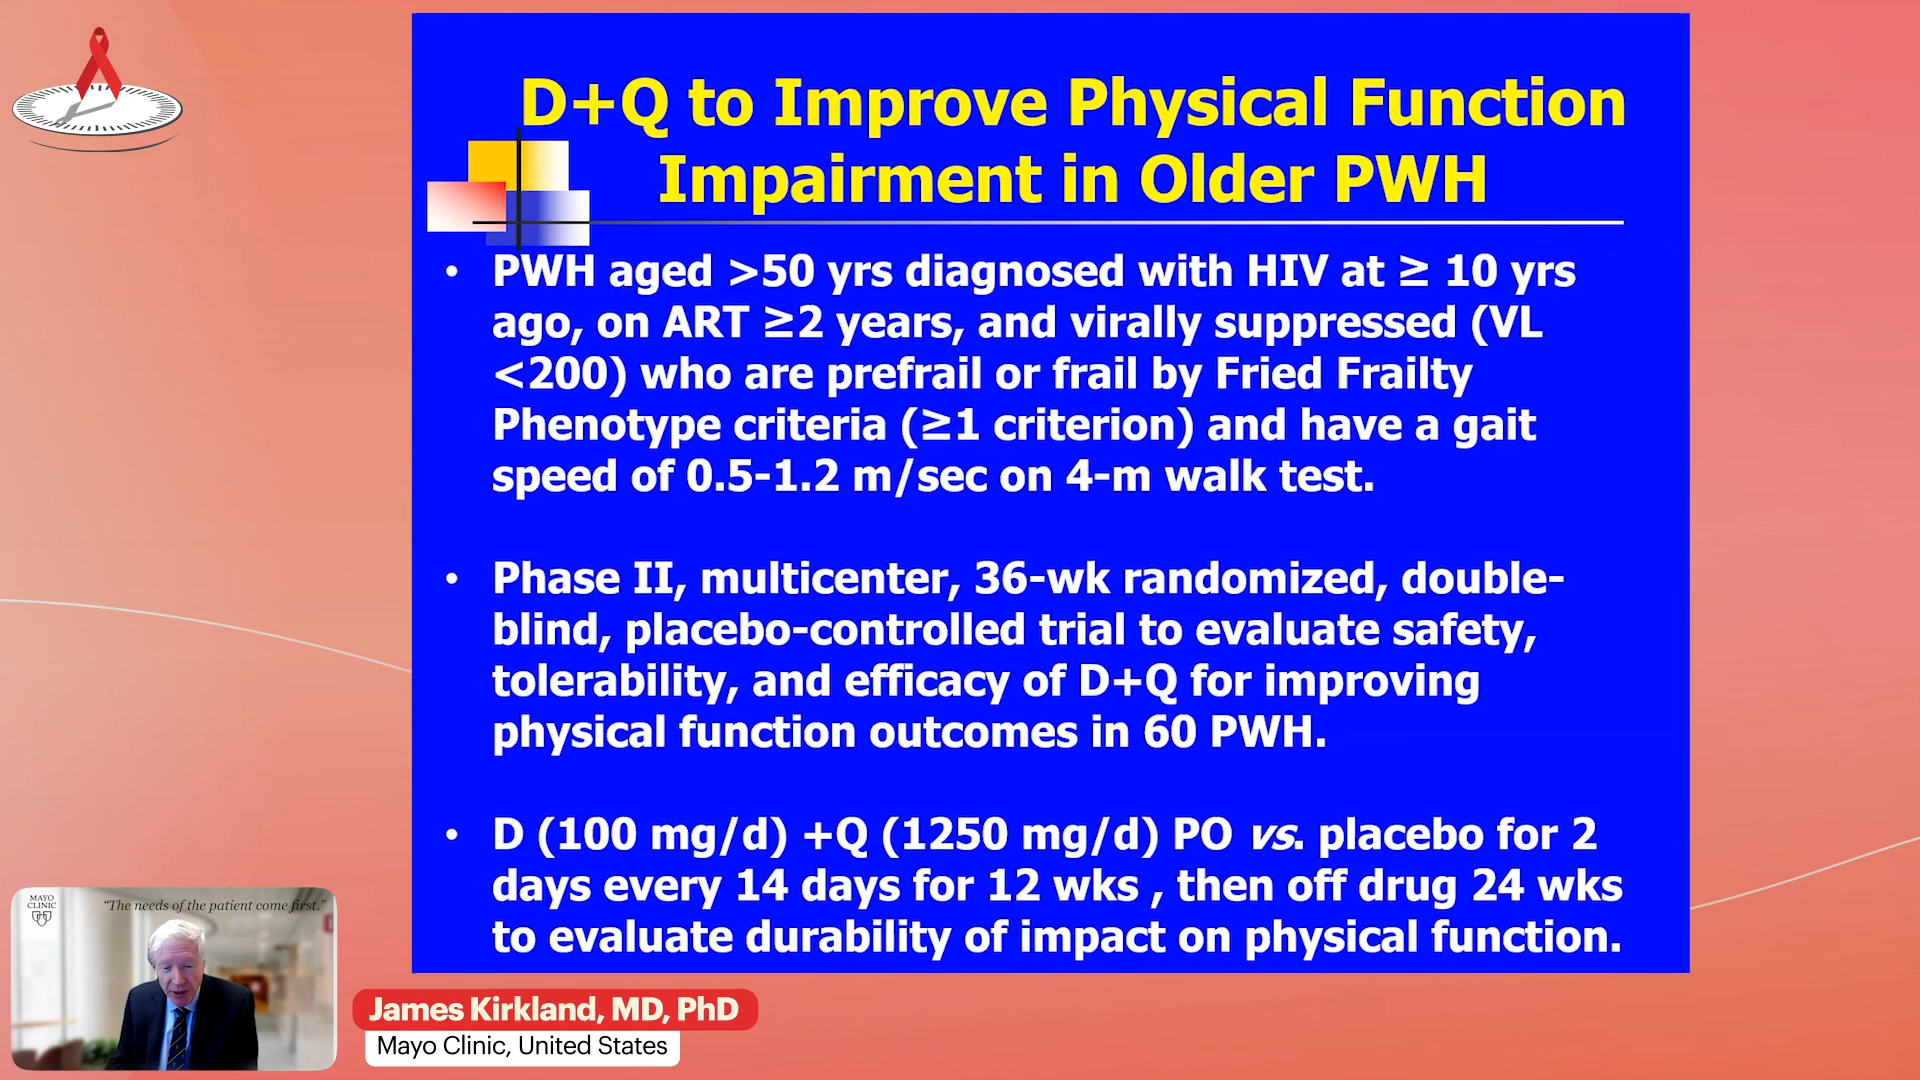 D+Q to Improve Physical Function
Impairment in Older PWH
• PWH aged >50 yrs diagnosed with HIV at ≥ 10 yrs
ago, on ART ≥2 years, and virally suppressed (VL
<200) who are prefrail or frail by Fried Frailty
Phenotype criteria (≥1 criterion) and have a gait
speed of 0.5-1.2 m/sec on 4-m walk test.
• Phase II, multicenter, 36-wk randomized, double-
blind, placebo-controlled trial to evaluate safety,
tolerability, and efficacy of D+Q for improving
physical function outcomes in 60 PWH.
• D (100 mg/d) +Q (1250 mg/d) PO vs. placebo for 2
days every 14 days for 12 wks , then off drug 24 wks
to evaluate durability of impact on physical function.
MAYO
CLINIC
“The needs of the patient come first.”
James Kirkland, MD, PhD
Mayo Clinic, United States